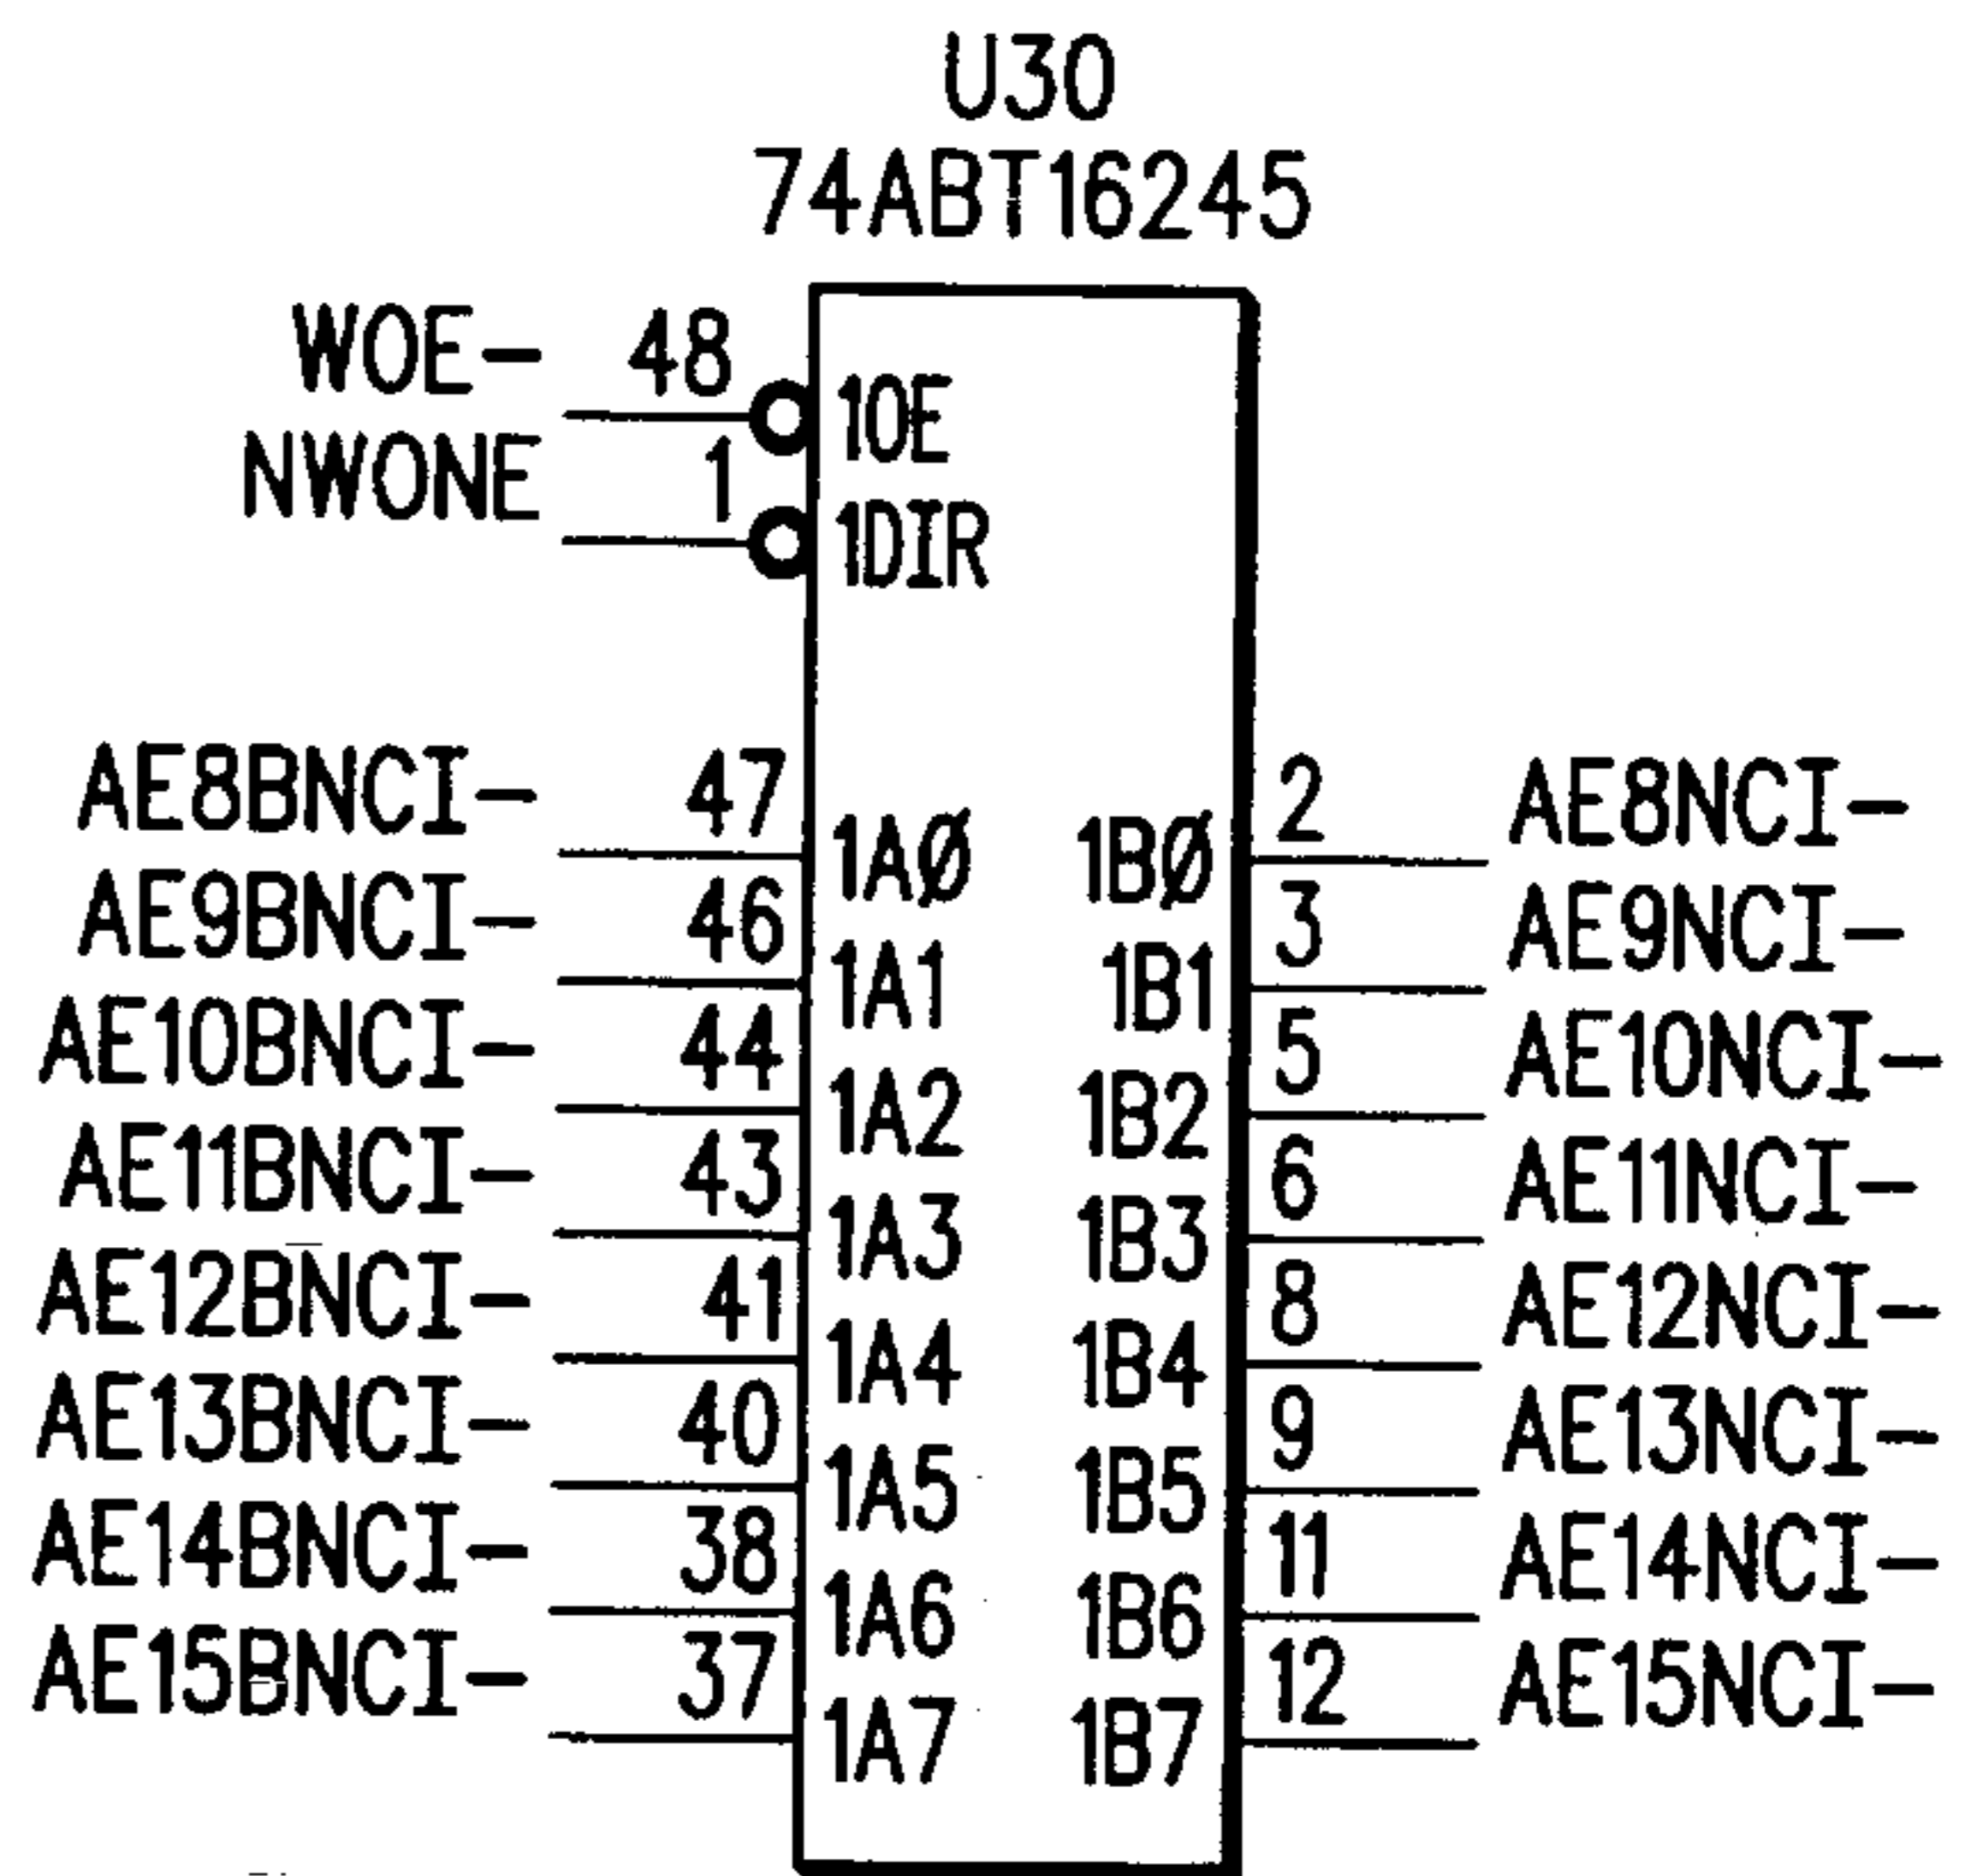 U30
74ABT16245
WOE- 48 1OE
NWONE 1 1DIR
AE8BNCI- 47 1AØ 1BØ 2 AE8NCI-
AE9BNCI- 46 1A1 1B1 3 AE9NCI-
AE10BNCI- 44 1A2 1B2 5 AE10NCI-
AE11BNCI- 43 1A3 1B3 6 AE11NCI-
AE12BNCI- 41 1A4 1B4 8 AE12NCI-
AE13BNCI- 40 1A5 1B5 9 AE13NCI-
AE14BNCI- 38 1A6 1B6 11 AE14NCI-
AE15BNCI- 37 1A7 1B7 12 AE15NCI-